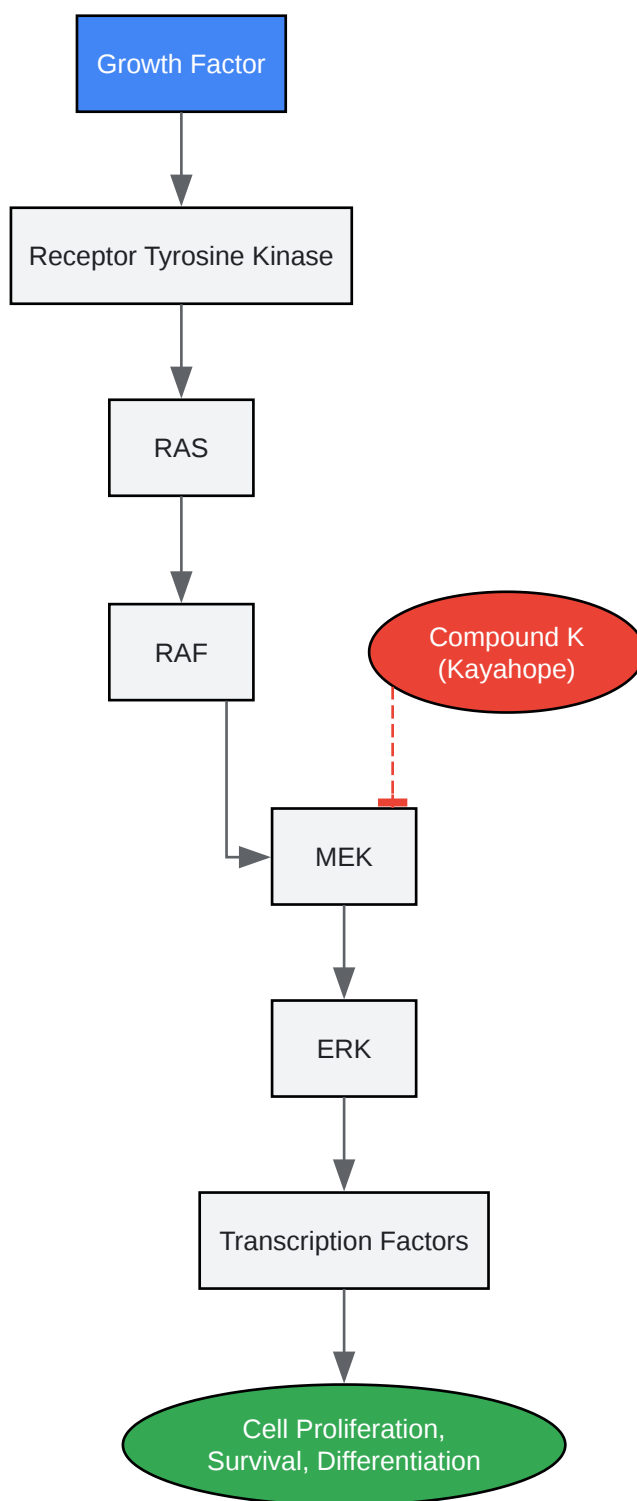 Growth Factor
Receptor Tyrosine Kinase
RAS
RAF
Compound K
(Kayahope)
MEK
ERK
Transcription Factors
Cell Proliferation,
Survival, Differentiation